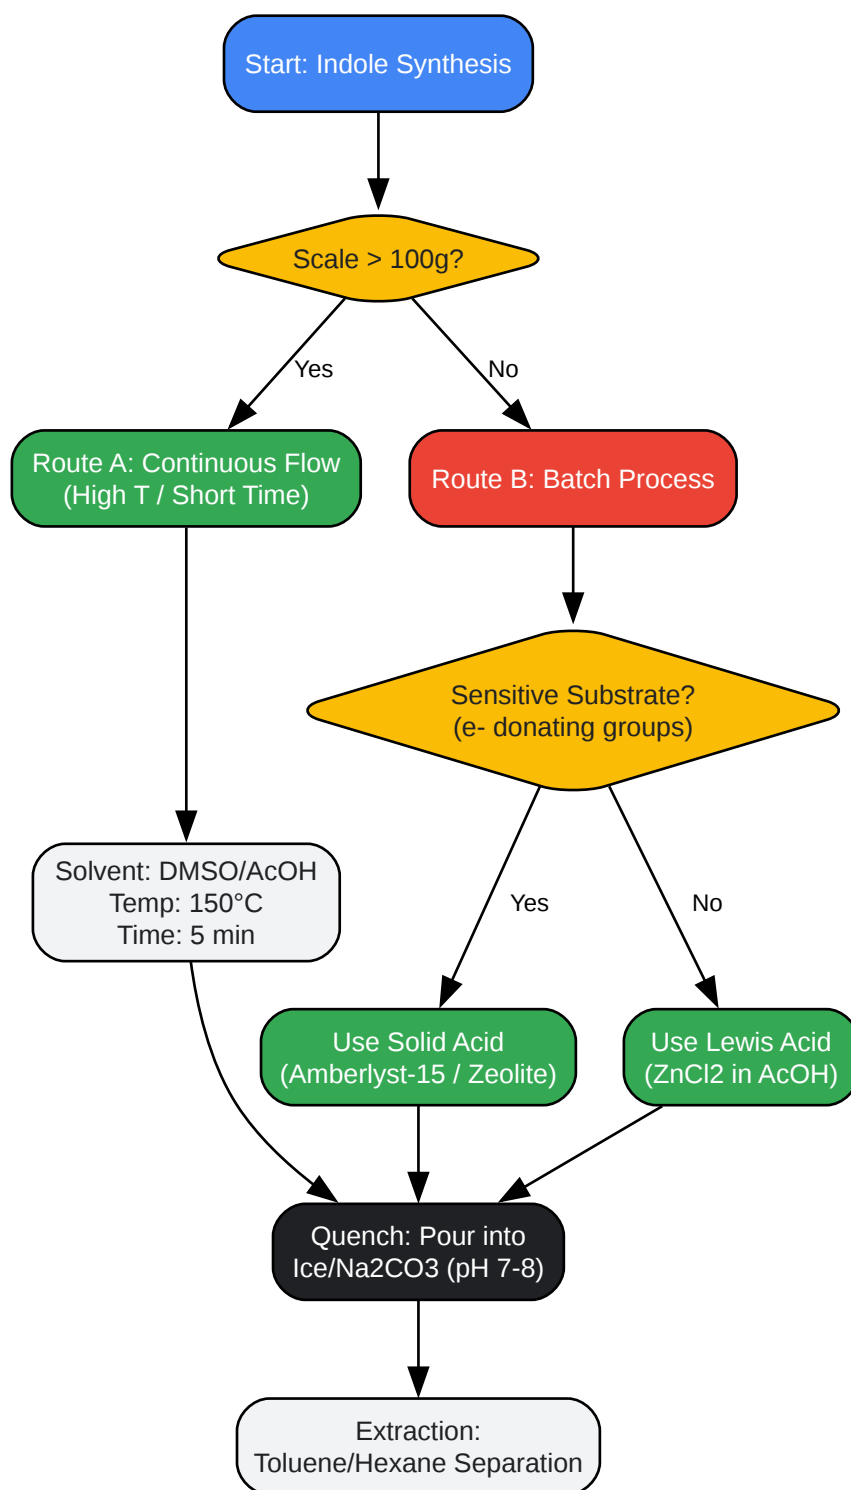 Start: Indole Synthesis
Scale > 100g?
Yes
No
Route A: Continuous Flow
(High T / Short Time)
Route B: Batch Process
Sensitive Substrate?
(e- donating groups)
Solvent: DMSO/AcOH
Temp: 150°C
Time: 5 min
Yes
No
Use Solid Acid
(Amberlyst-15 / Zeolite)
Use Lewis Acid
(ZnCl2 in AcOH)
Quench: Pour into
Ice/Na2CO3 (pH 7-8)
Extraction:
Toluene/Hexane Separation